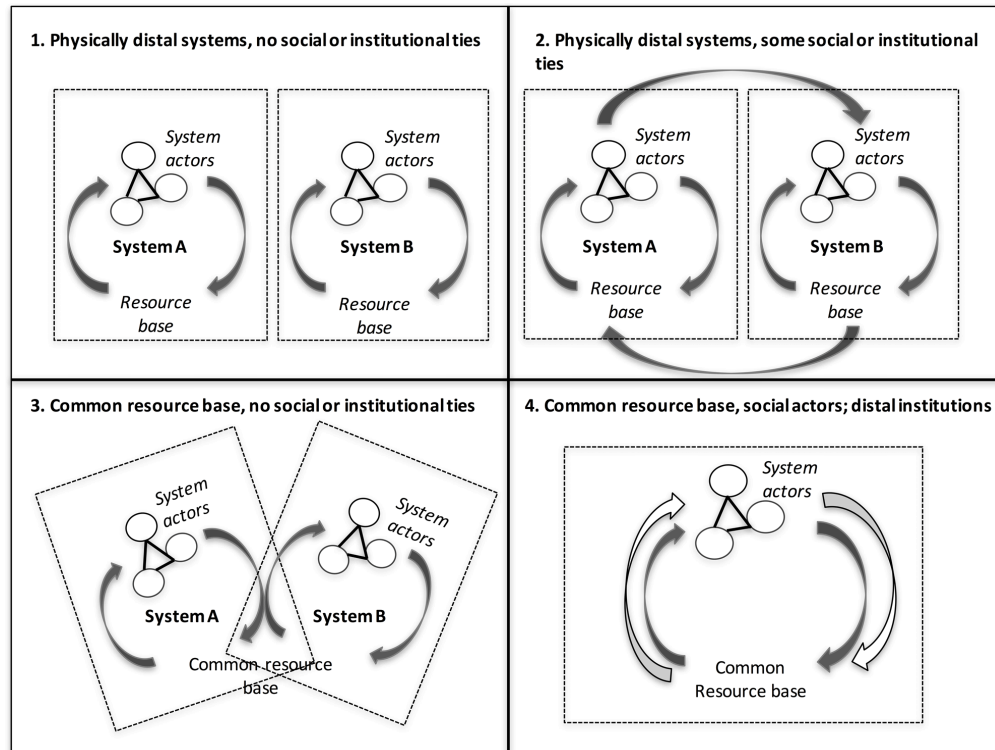 1. Physically distal systems, no social or institutional ties
System
actors
System A
Resource
base
System
actors
System B
Resource
base
2. Physically distal systems, some social or institutional
ties
System
actors
System A
Resource
base
System
actors
System B
Resource
base
3. Common resource base, no social or institutional ties
System
actors
System A
System
actors
System B
Common resource
base
4. Common resource base, social actors; distal institutions
System
actors
Common
Resource base